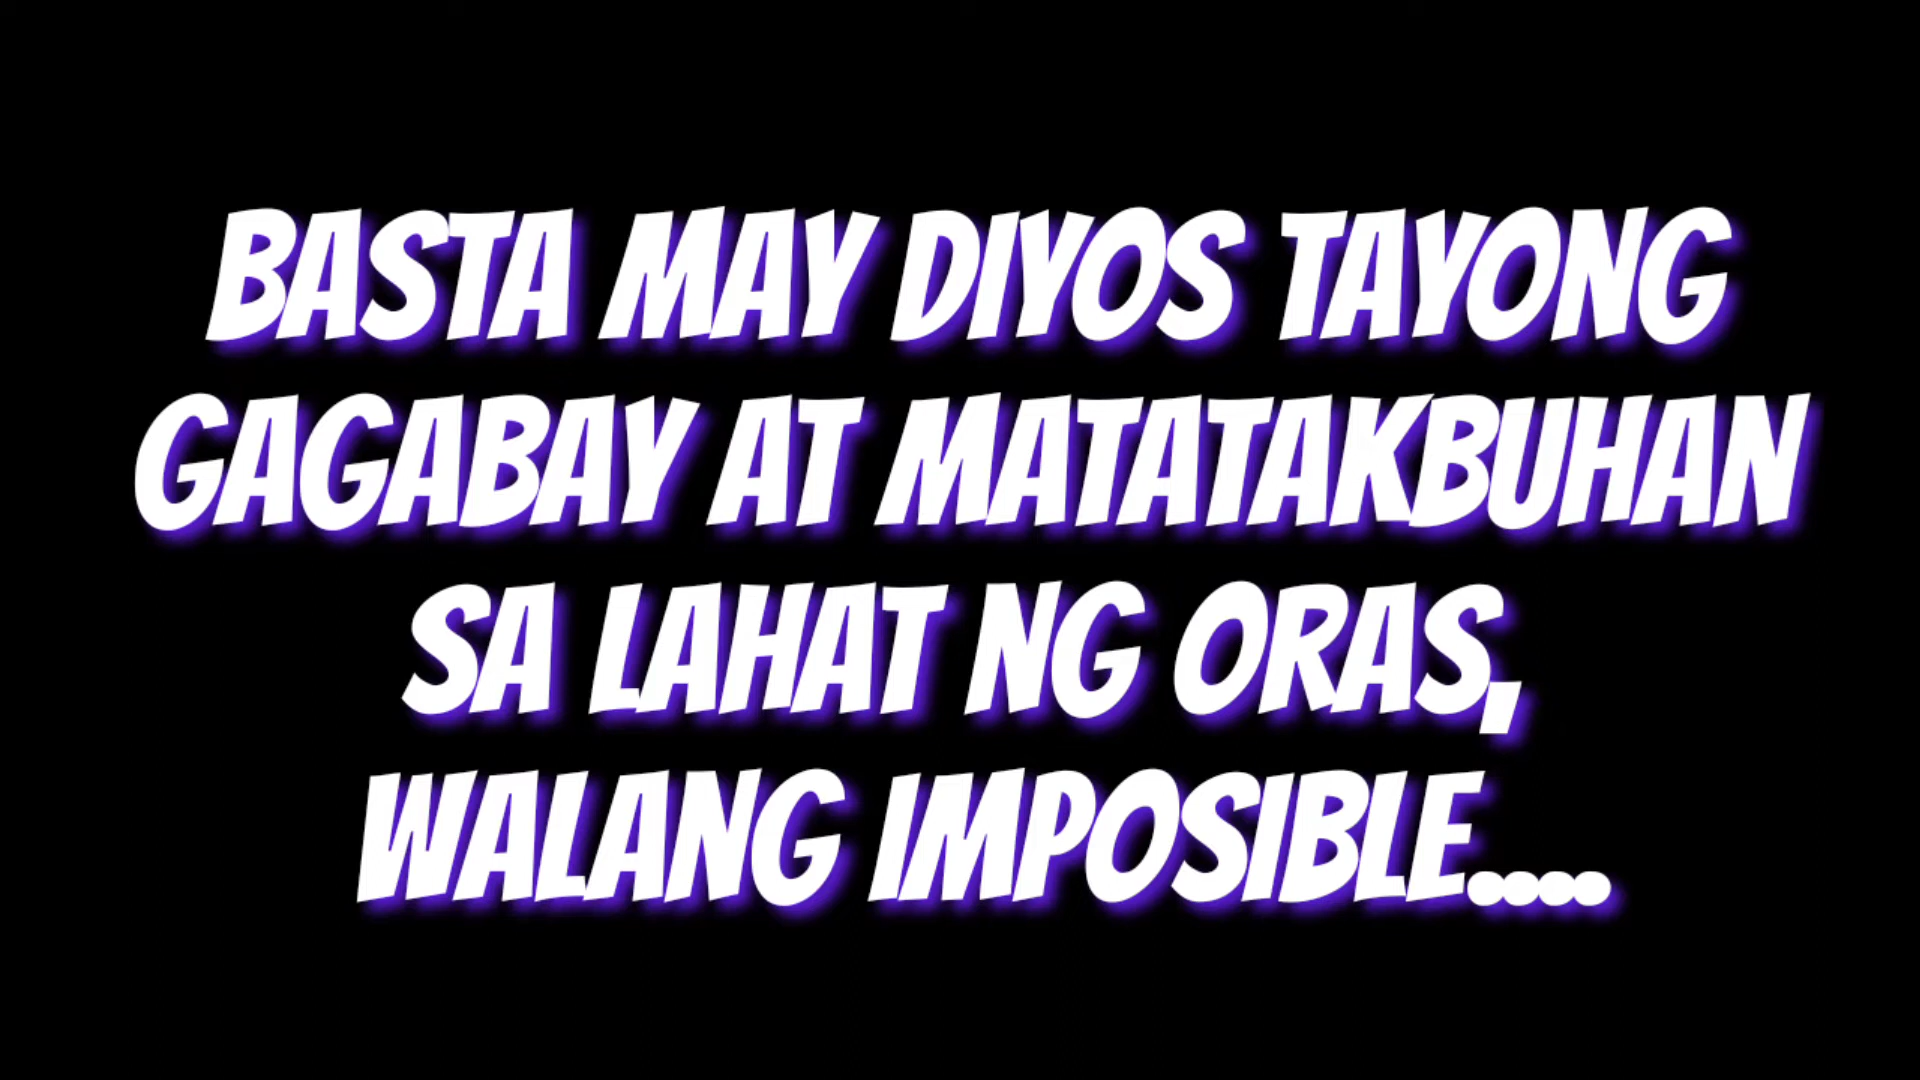 BASTA MAY DIYOS TAYONG
GAGABAY AT MATATAKBUHAN
SA LAHAT NG ORAS,
WALANG IMPOSIBLE....